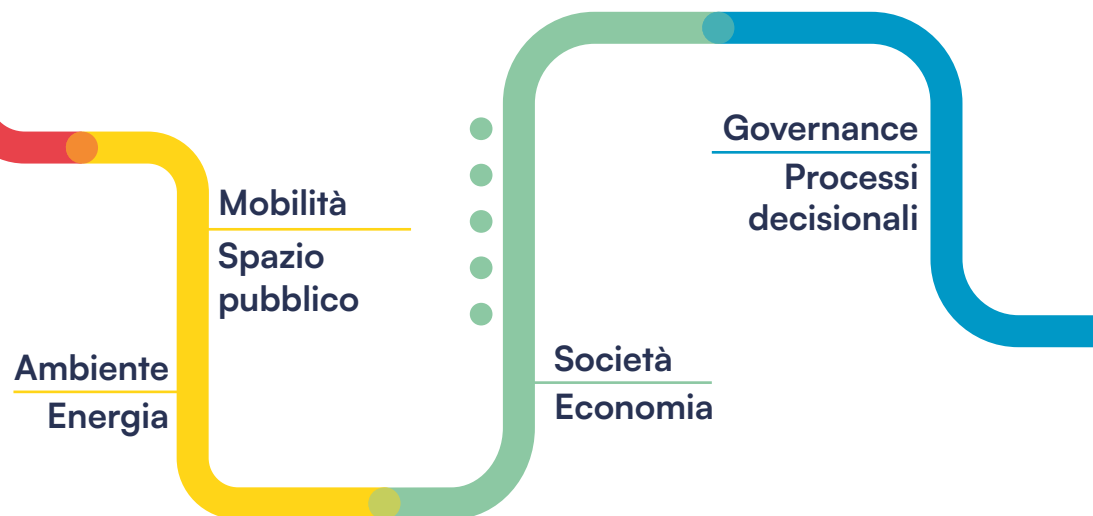 Mobilità
Spazio
pubblico
Ambiente
Energia
Società
Economia
Governance
Processi
decisionali